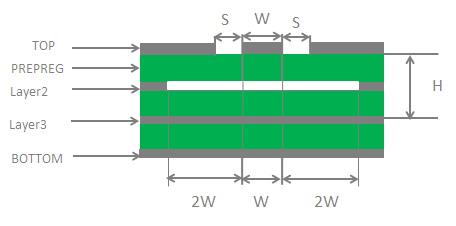 S W S
TOP
PREPREG
Layer2
H
Layer3
BOTTOM
2W W 2W